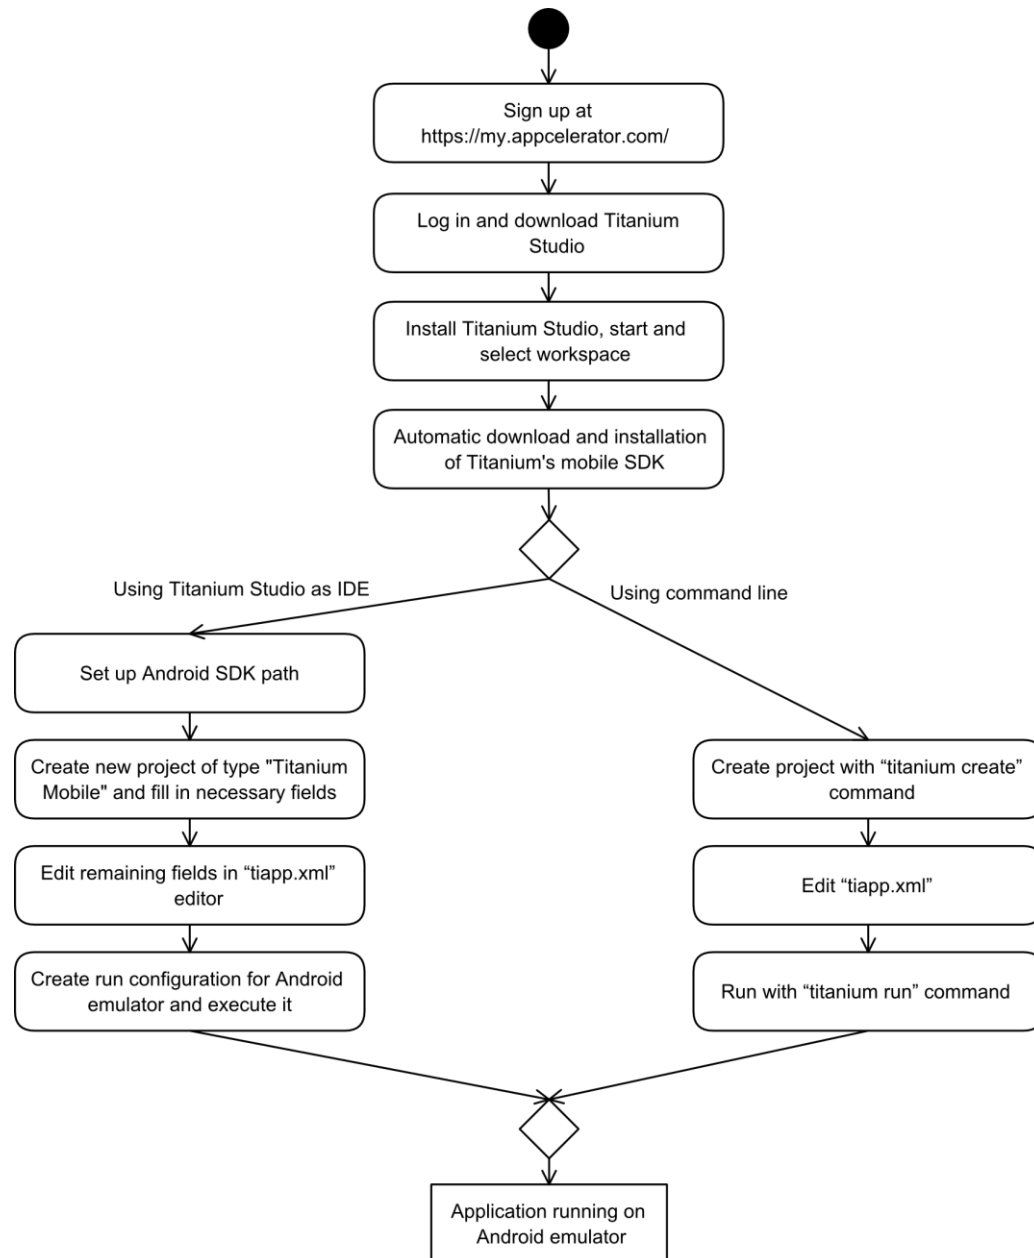 Sign up at
https://my.appcelerator.com/
Log in and download Titanium
Studio
Install Titanium Studio, start and
select workspace
Automatic download and installation
of Titanium's mobile SDK
Using Titanium Studio as IDE
Using command line
Set up Android SDK path
Create new project of type "Titanium
Mobile" and fill in necessary fields
Create project with “titanium create”
command
Edit remaining fields in “tiapp.xml”
editor
Edit “tiapp.xml”
Create run configuration for Android
emulator and execute it
Run with “titanium run” command
Application running on
Android emulator